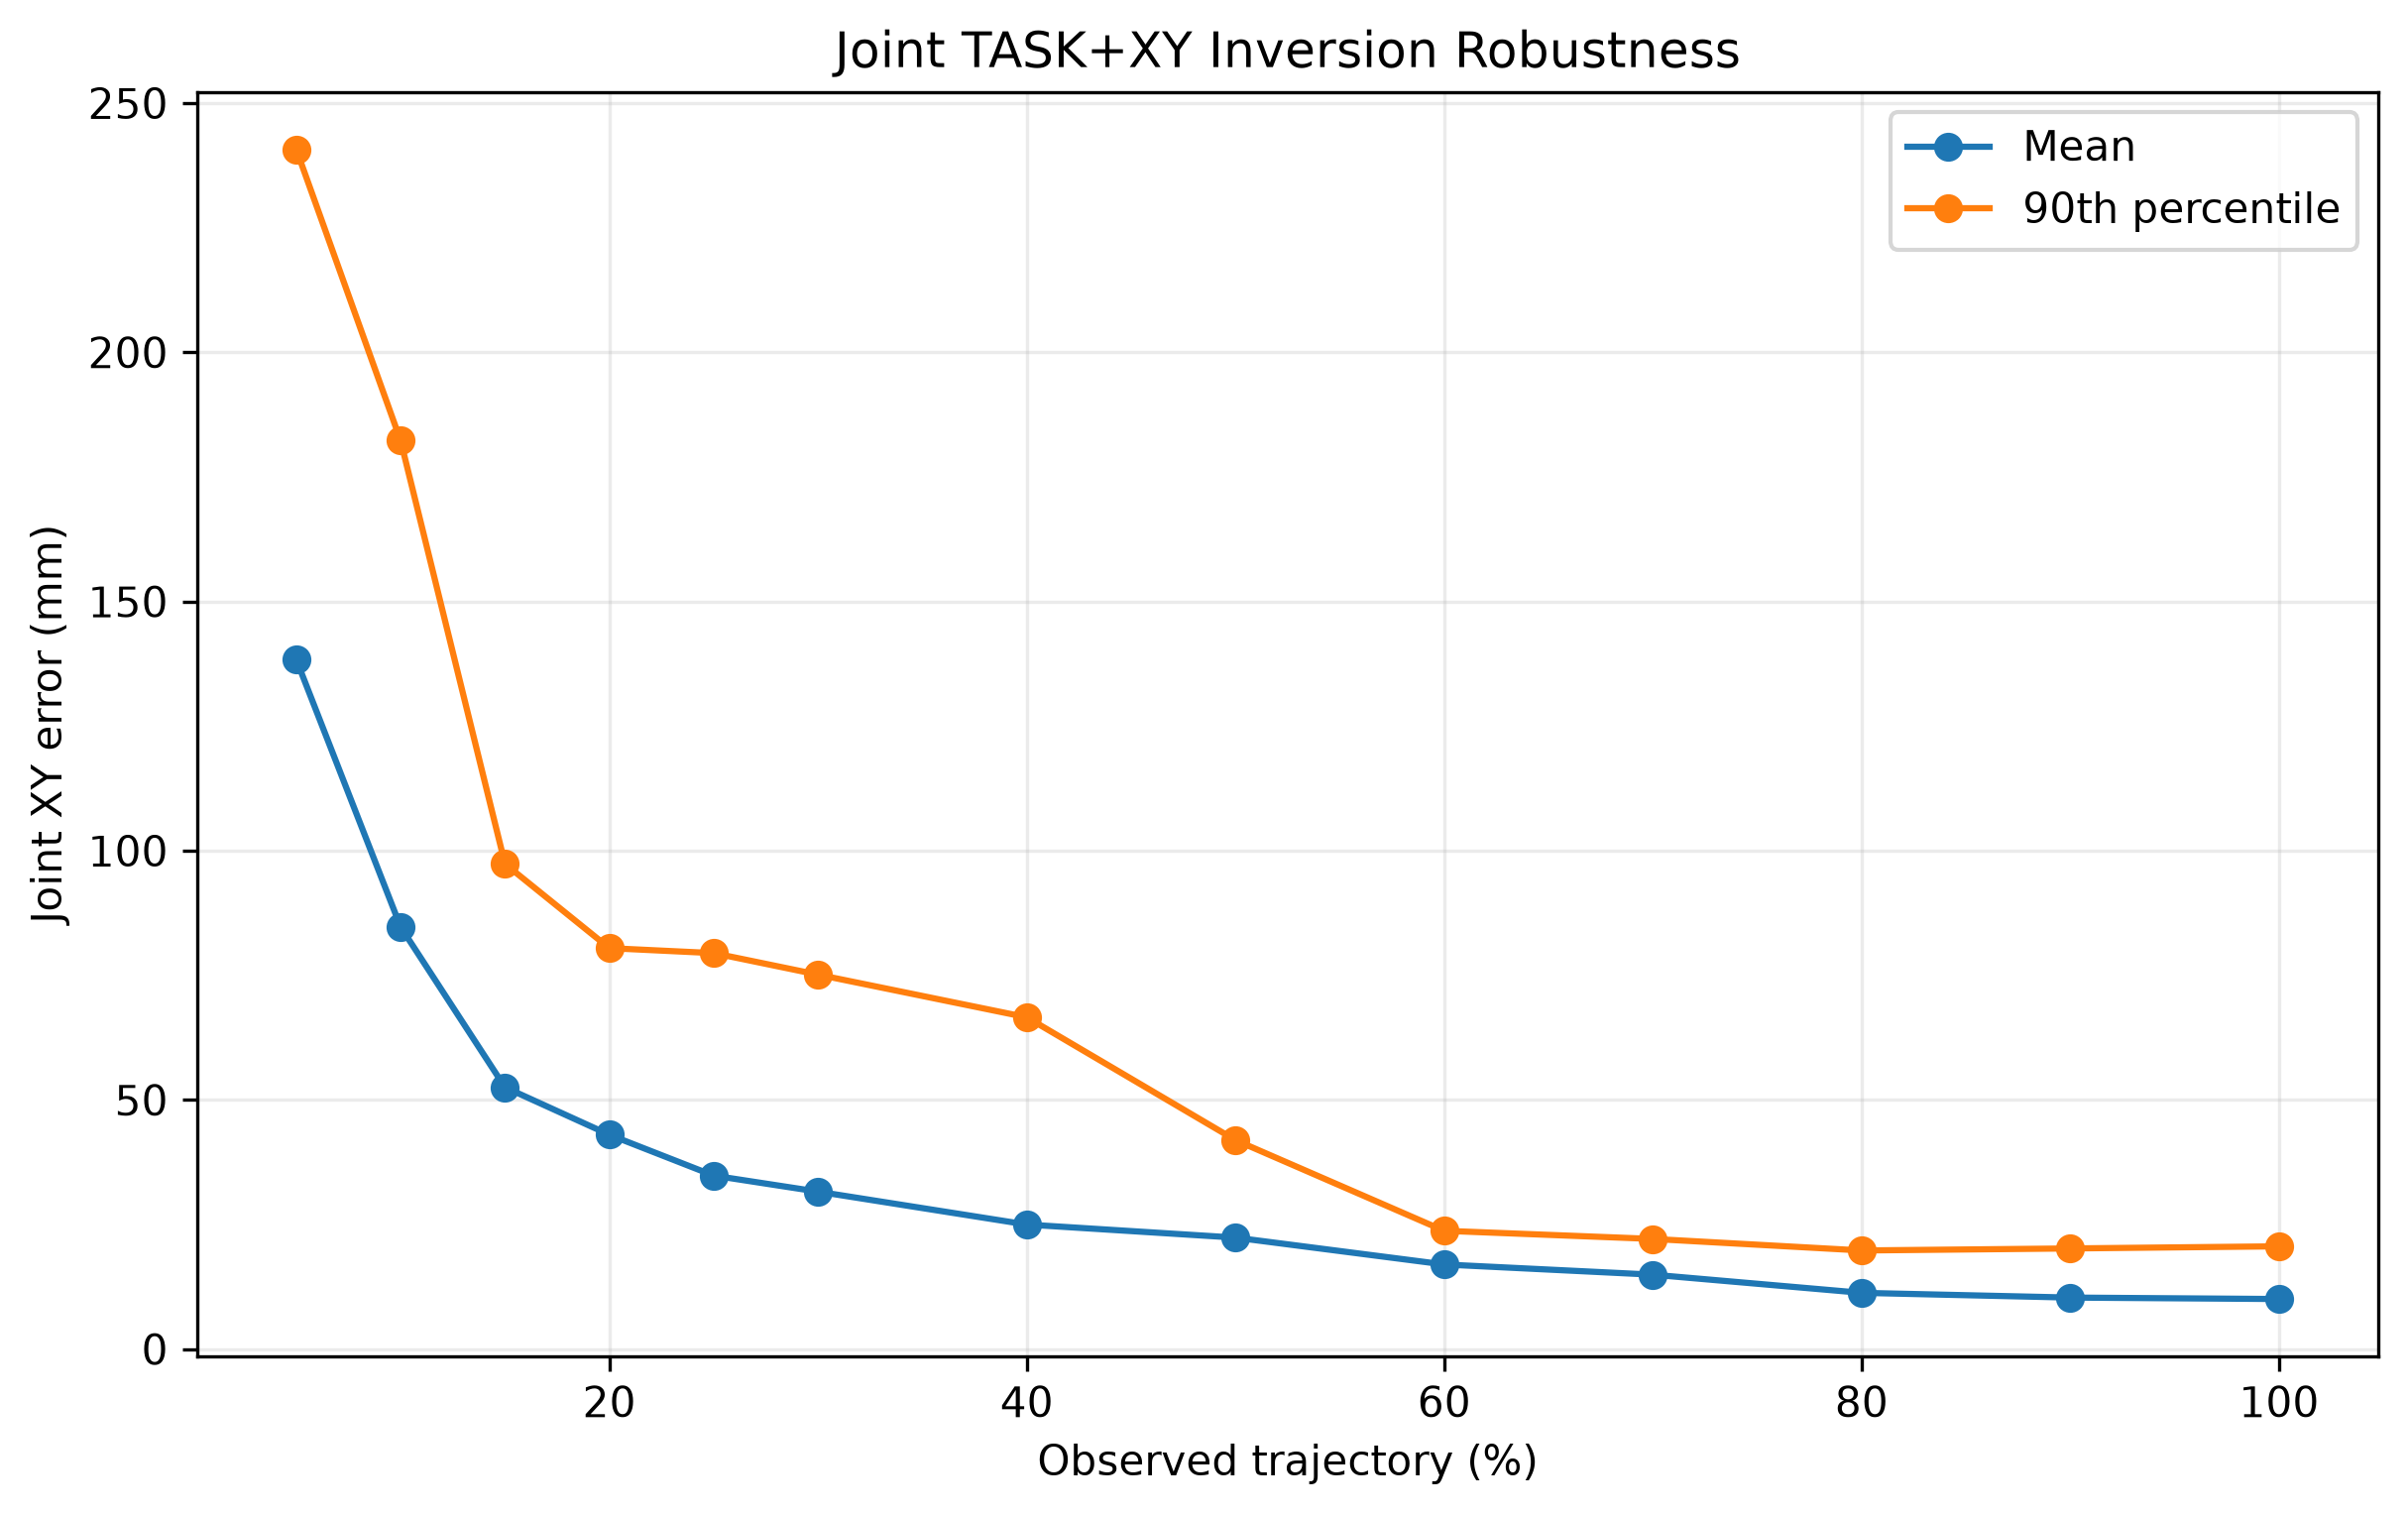 Joint TASK+XY Inversion Robustness
250
200
150
100
50
0
Joint XY error (mm)
Mean
90th percentile
20
40
60
80
100
Observed trajectory (%)